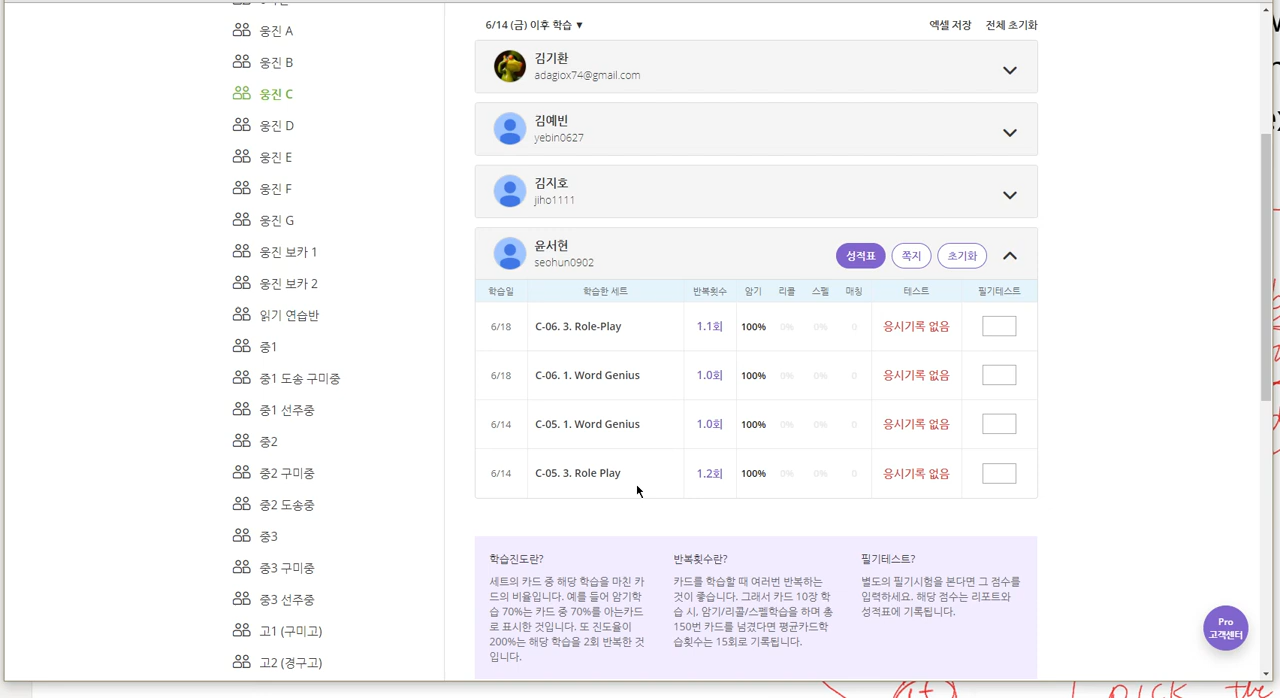 웅진 A
웅진 B
웅진 C
웅진 D
웅진 E
웅진 F
웅진 G
웅진 보카 1
웅진 보카 2
읽기 연습반
중1
중1 도송 구미중
중1 선주중
중2
중2 구미중
중2 도송중
중3
중3 구미중
중3 선주중
고1 (구미고)
고2 (경구고)
6/14 (금) 이후 학습 ▼
엑셀 저장 전체 초기화
김기환
adagiox74@gmail.com
김예빈
yebin0627
김지호
jiho1111
윤서현
seohun0902
성적표 쪽지 초기화
학습일 학습한 세트 반복횟수 암기 리콜 스펠 매칭 테스트 필기테스트
6/18 C-06. 3. Role-Play 1.1회 100% 0% 0% 0 응시기록 없음
6/18 C-06. 1. Word Genius 1.0회 100% 0% 0% 0 응시기록 없음
6/14 C-05. 1. Word Genius 1.0회 100% 0% 0% 0 응시기록 없음
6/14 C-05. 3. Role Play 1.2회 100% 0% 0% 0 응시기록 없음
학습진도란?
세트의 카드 중 해당 학습을 마친 카
드의 비율입니다. 예를 들어 암기학
습 70%는 카드 중 70%를 아는카드
로 표시한 것입니다. 또 진도율이
200%는 해당 학습을 2회 반복한 것
입니다.
반복횟수란?
카드를 학습할 때 여러번 반복하는
것이 좋습니다. 그래서 카드 10장 학
습 시, 암기/리콜/스펠학습을 하며 총
150번 카드를 넘겼다면 평균카드학
습횟수는 15회로 기록됩니다.
필기테스트?
별도의 필기시험을 본다면 그 점수를
입력하세요. 해당 점수는 리포트와
성적표에 기록됩니다.
Pro
고객센터
pick the